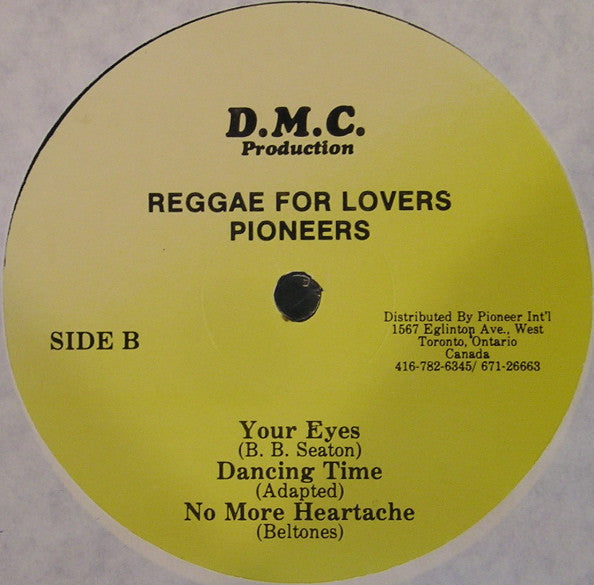 D.M.C.
Production
REGGAE FOR LOVERS
PIONEERS
SIDE B
Distributed By Pioneer Int'l
1567 Eglinton Ave., West
Toronto, Ontario
Canada
416-782-6345/ 671-26663
Your Eyes
(B. B. Seaton)
Dancing Time
(Adapted)
No More Heartache
(Beltones)